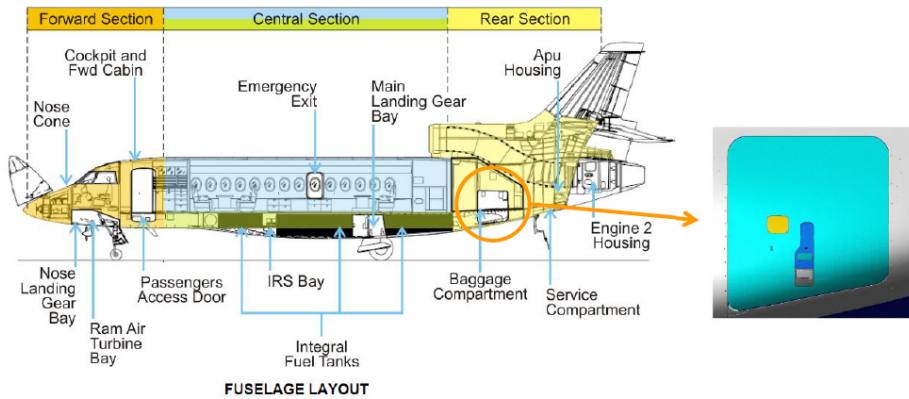 Forward Section
Central Section
Rear Section
Cockpit and
Fwd Cabin
Apu
Housing
Emergency
Exit
Main
Landing Gear
Bay
Nose
Cone
Engine 2
Housing
Nose
Landing
Gear
Bay
Passengers
Access Door
IRS Bay
Baggage
Compartment
Service
Compartment
Ram Air
Turbine
Bay
Integral
Fuel Tanks
FUSELAGE LAYOUT